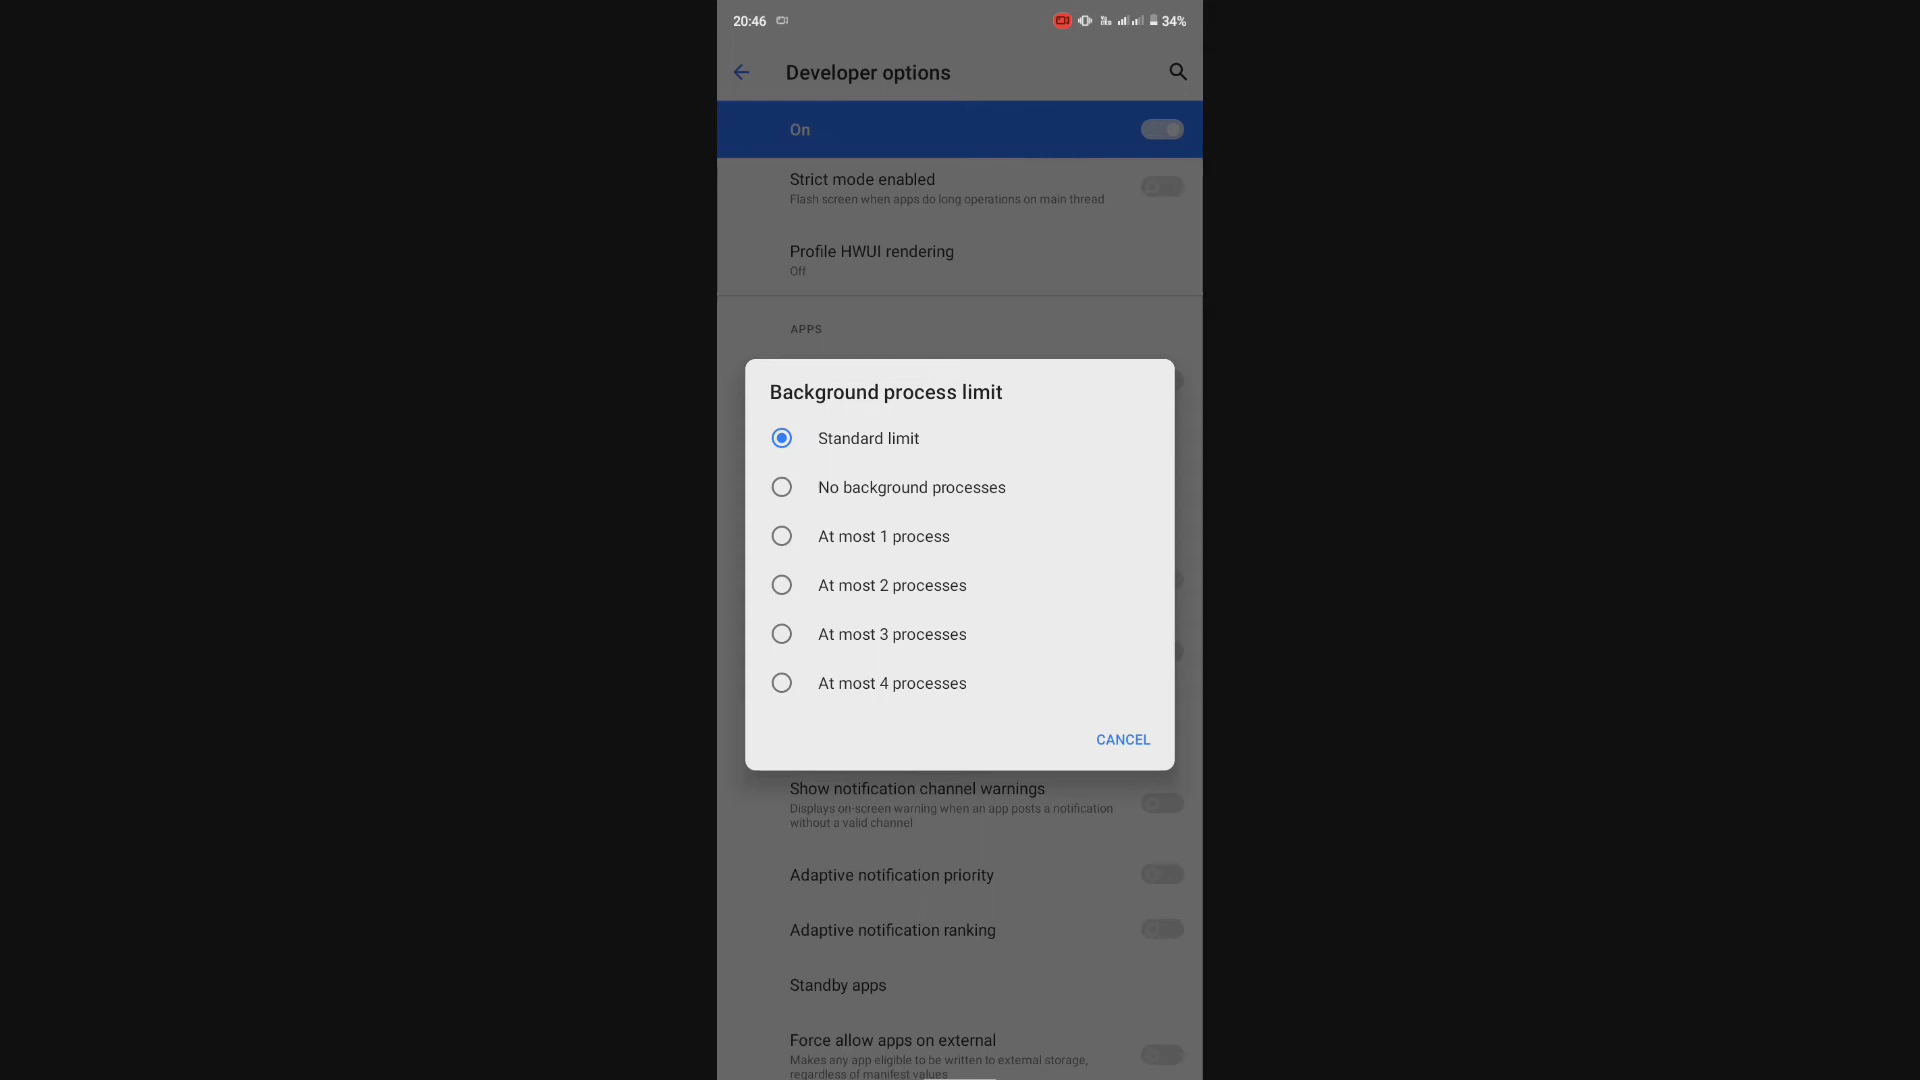 20:46
34%
Developer options
On
Strict mode enabled
Flash screen when apps do long operations on main thread
Profile HWUI rendering
Off
APPS
Background process limit
Standard limit
No background processes
At most 1 process
At most 2 processes
At most 3 processes
At most 4 processes
CANCEL
Show notification channel warnings
Displays on-screen warning when an app posts a notification
without a valid channel
Adaptive notification priority
Adaptive notification ranking
Standby apps
Force allow apps on external
Makes any app eligible to be written to external storage,
regardless of manifest values